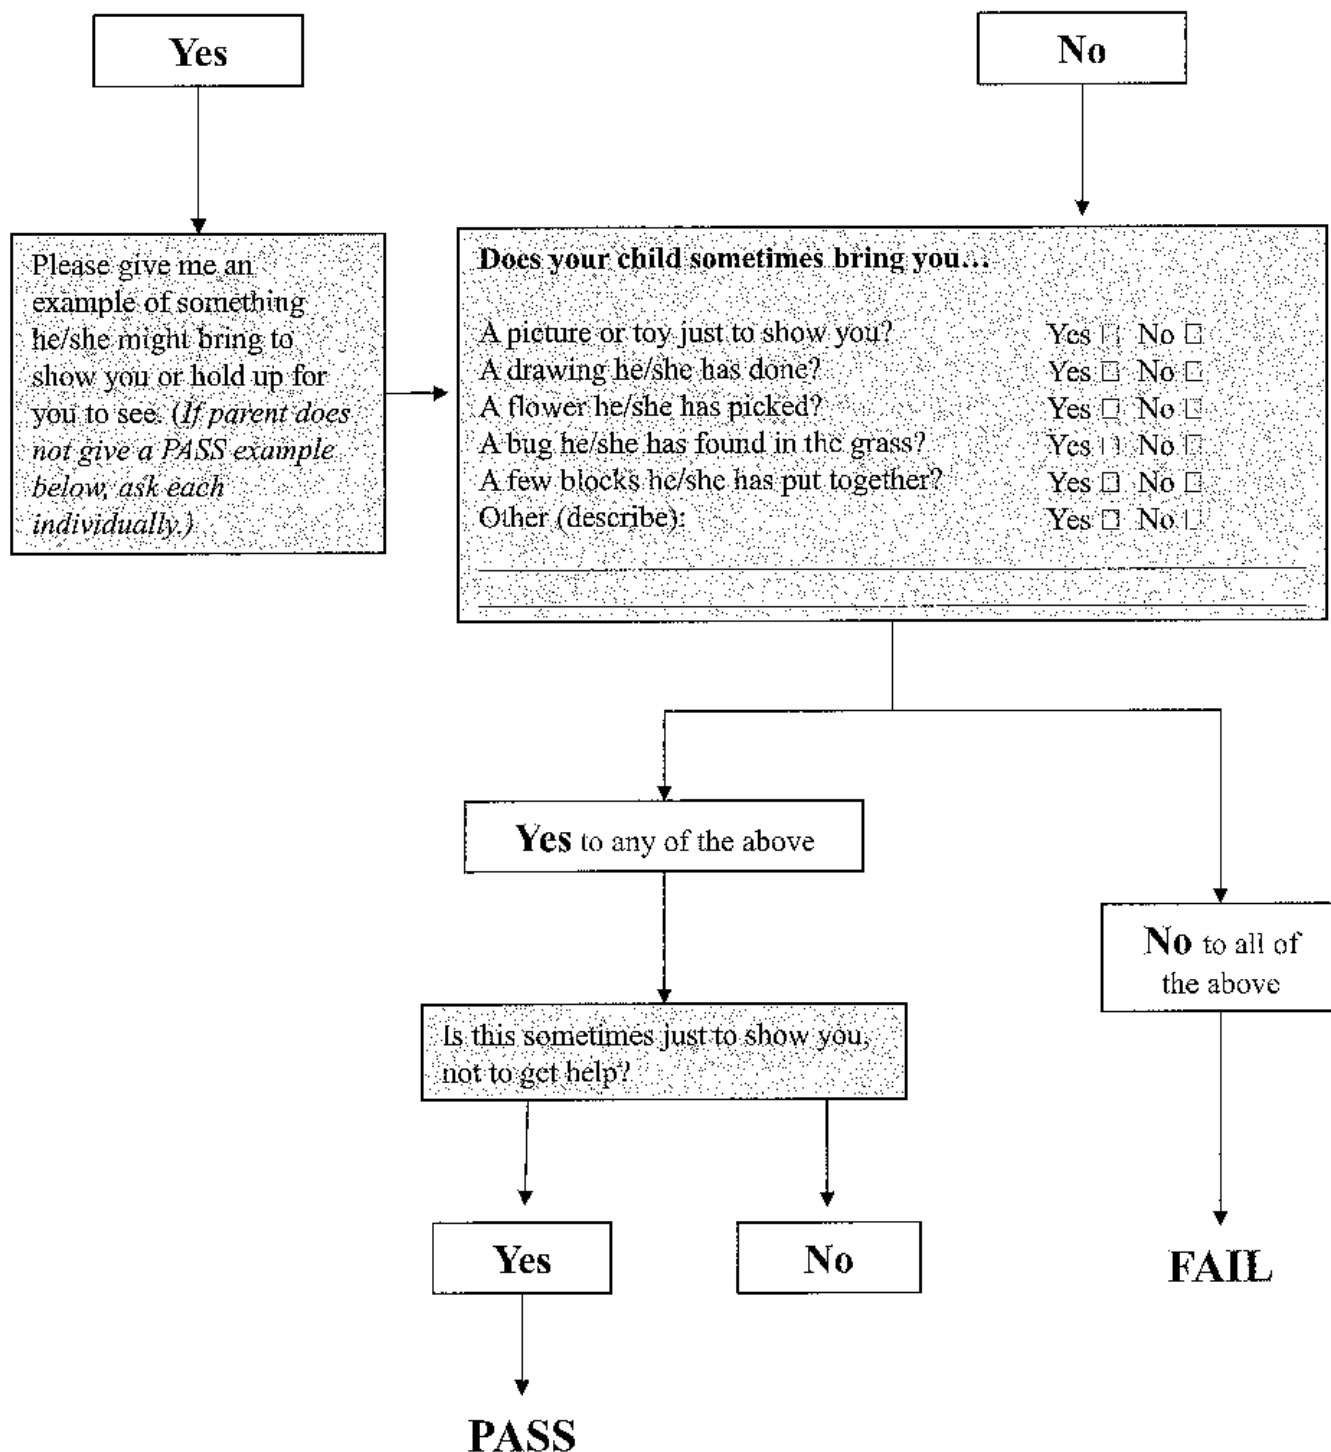 Yes
No
Please give me an
example of something
he/she might bring to
show you or hold up for
you to see. (If parent does
not give a PASS example
below, ask each
individually.)
Does your child sometimes bring you…
A picture or toy just to show you? Yes □ No □
A drawing he/she has done? Yes □ No □
A flower he/she has picked? Yes □ No □
A bug he/she has found in the grass? Yes □ No □
A few blocks he/she has put together? Yes □ No □
Other (describe): Yes □ No □
Yes to any of the above
No to all of
the above
Is this sometimes just to show you,
not to get help?
Yes
No
FAIL
PASS